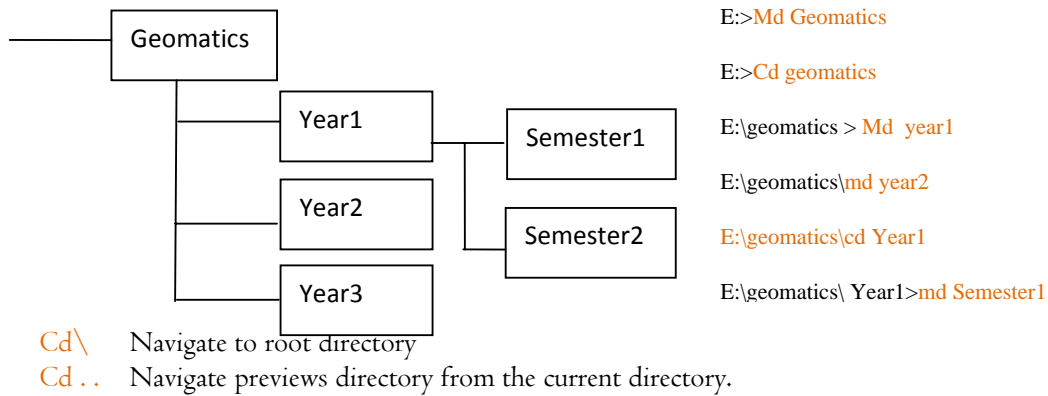 Geomatics
Year1
Year2
Year3
Semester1
Semester2
E:>Md Geomatics
E:>Cd geomatics
E:\geomatics > Md  year1
E:\geomatics\md year2
E:\geomatics\cd Year1
E:\geomatics\ Year1>md Semester1
Cd\ Navigate to root directory
Cd . . Navigate previews directory from the current directory.